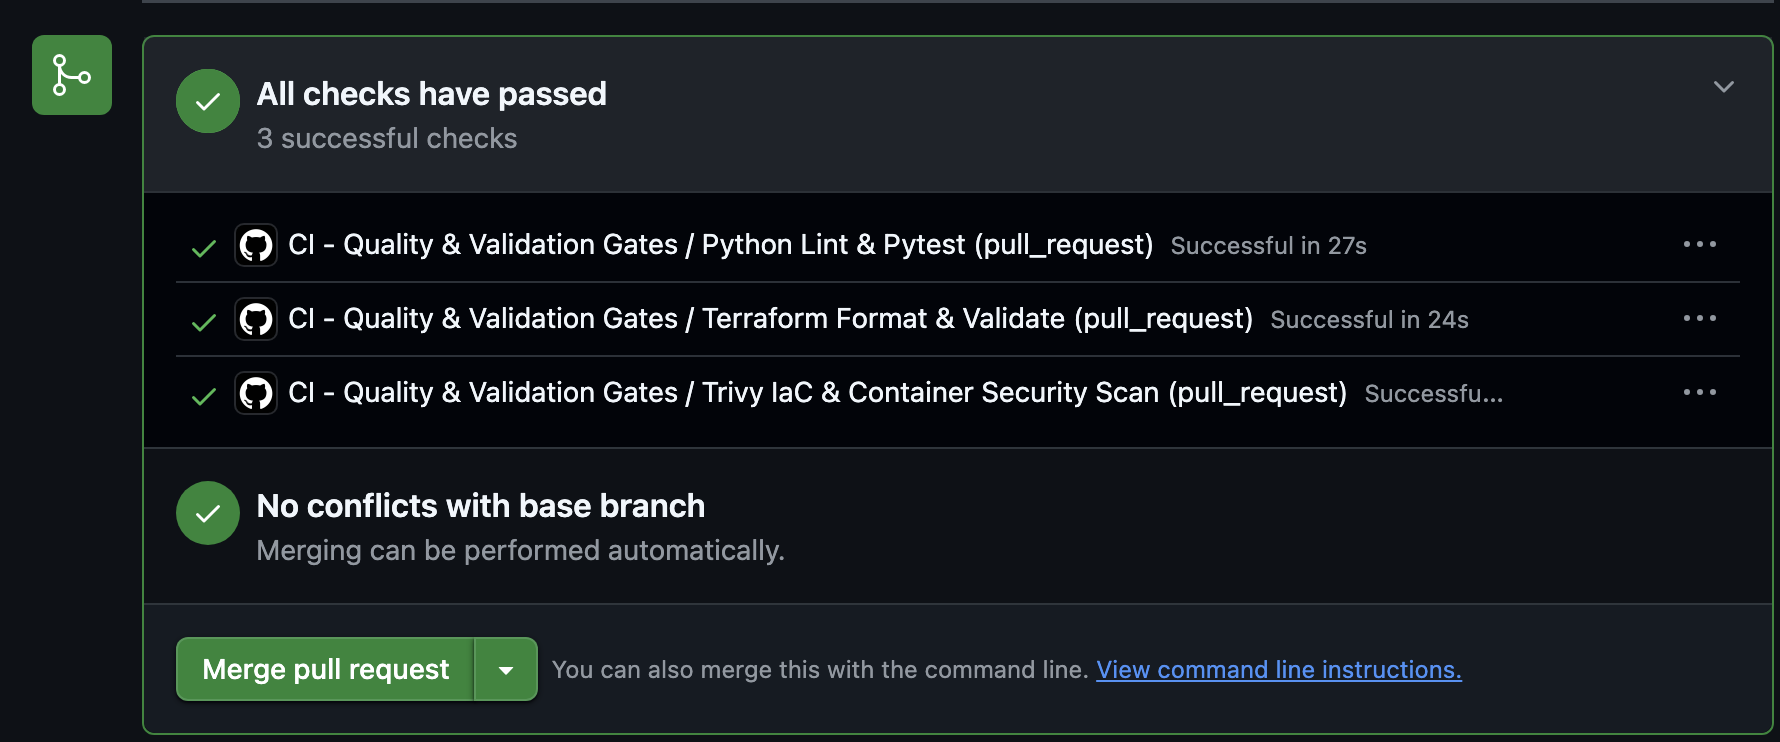 All checks have passed
3 successful checks
CI - Quality & Validation Gates / Python Lint & Pytest (pull_request) Successful in 27s
CI - Quality & Validation Gates / Terraform Format & Validate (pull_request) Successful in 24s
CI - Quality & Validation Gates / Trivy IaC & Container Security Scan (pull_request) Successfu...
No conflicts with base branch
Merging can be performed automatically.
Merge pull request You can also merge this with the command line. View command line instructions.